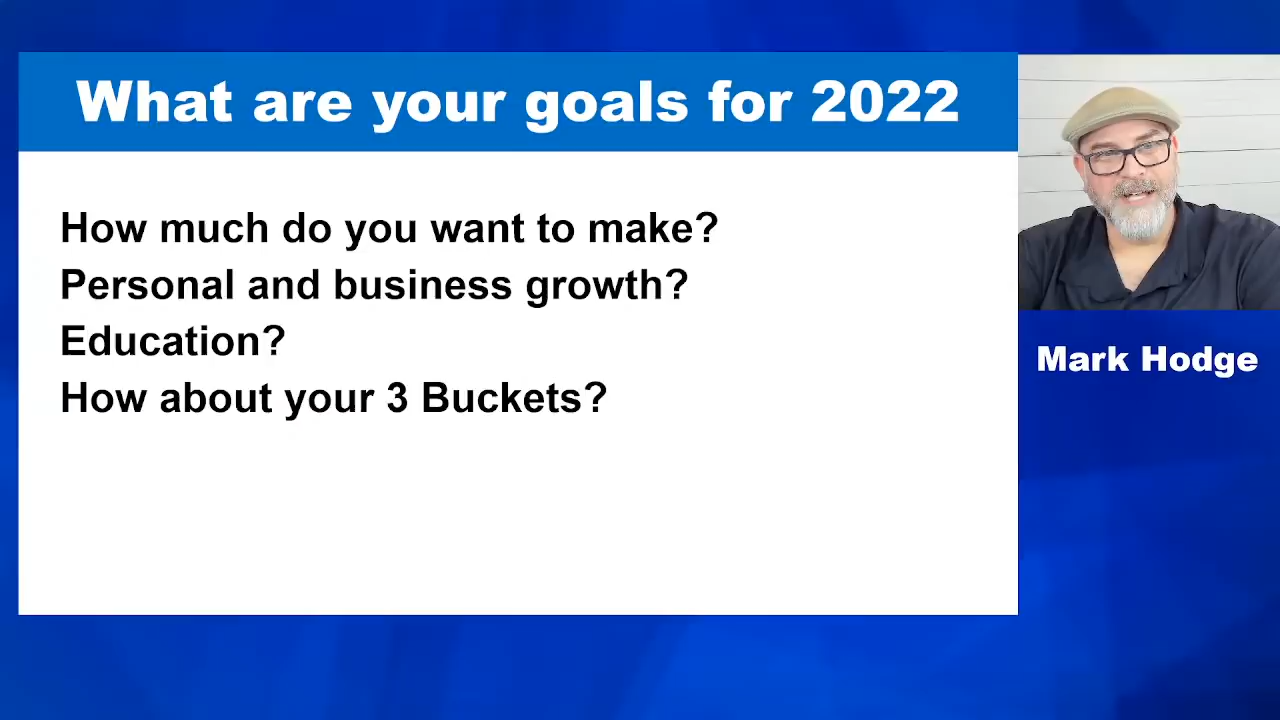 What are your goals for 2022
How much do you want to make?
Personal and business growth?
Education?
How about your 3 Buckets?
Mark Hodge